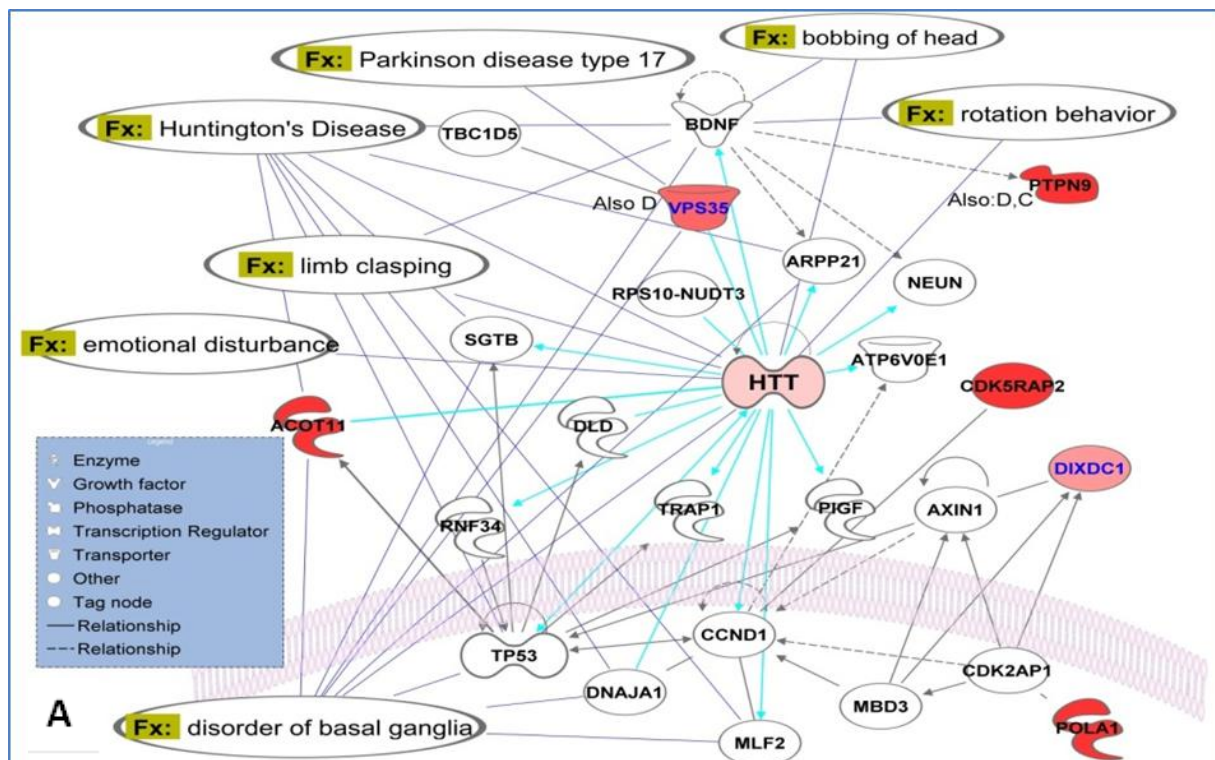 Fx: bobbing of head
Fx: Parkinson disease type 17
Fx: Huntington's Disease
TBC1D5
BDNF
Fx: rotation behavior
PTPN9
Also:D,C
Also D
VPS35
Fx: limb clasping
ARPP21
NEUN
RPS10-NUDT3
Fx: emotional disturbance
SGTB
ATP6V0E1
HTT
CDK5RAP2
ACOT11
DLD
DIXDC1
Legend
Enzyme
Growth factor
Phosphatase
Transcription Regulator
Transporter
Other
Tag node
Relationship
Relationship
RNF34
TRAP1
PIGF
AXIN1
TP53
CCND1
CDK2AP1
DNAJA1
MBD3
POLA1
A
Fx: disorder of basal ganglia
MLF2